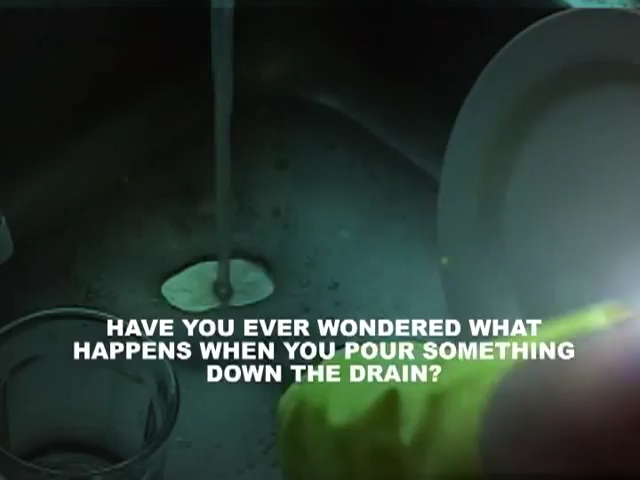 HAVE YOU EVER WONDERED WHAT
HAPPENS WHEN YOU POUR SOMETHING
DOWN THE DRAIN?